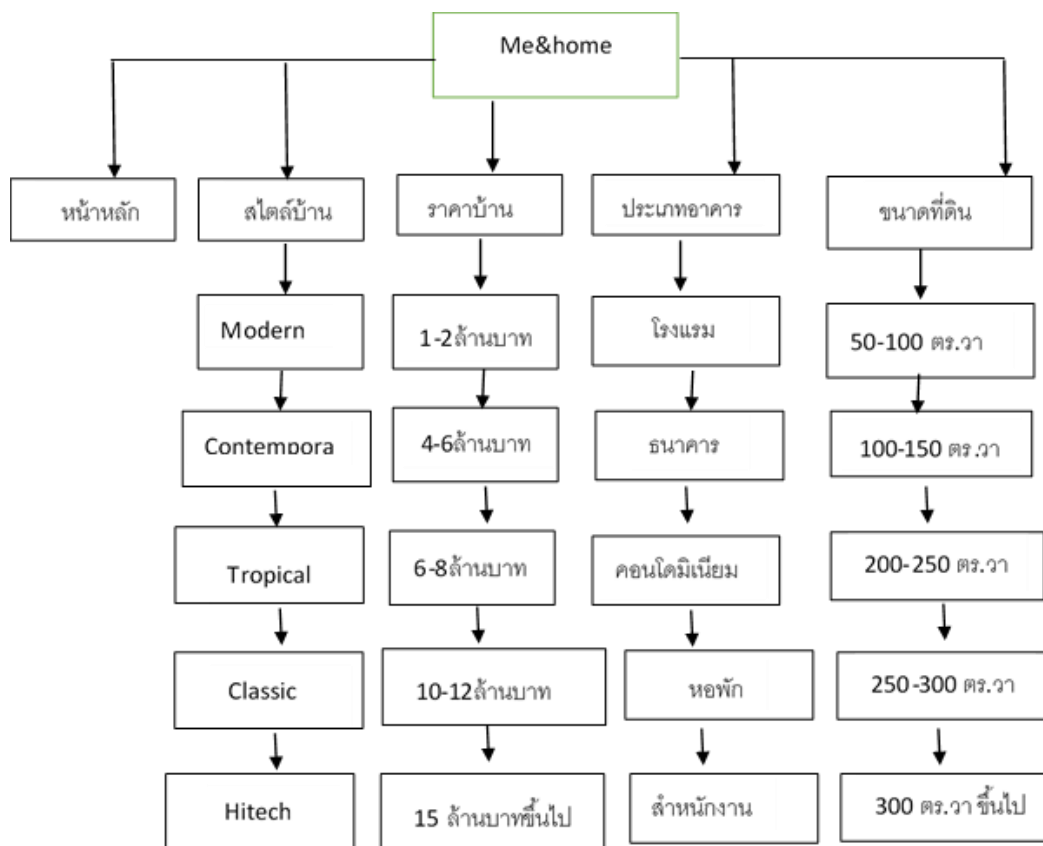 Me&home
หน้าหลัก
สไตล์บ้าน
ราคาบ้าน
ประเภทอาคาร
ขนาดที่ดิน
Modern
1-2ล้านบาท
โรงแรม
50-100 ตร.วา
Contempora
4-6ล้านบาท
ธนาคาร
100-150 ตร.วา
Tropical
6-8ล้านบาท
คอนโดมิเนียม
200-250 ตร.วา
Classic
10-12ล้านบาท
หอพัก
250-300 ตร.วา
Hitech
15 ล้านบาทขึ้นไป
สำหนักงาน
300 ตร.วา ขึ้นไป